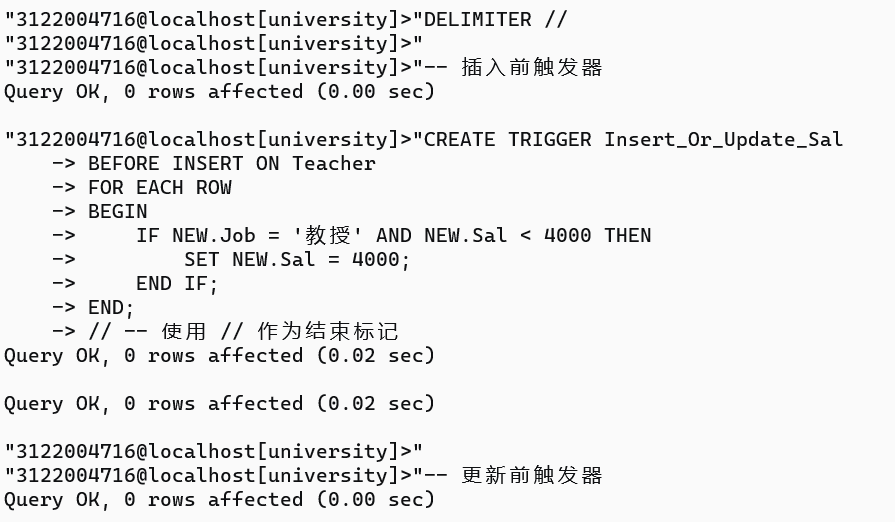 "3122004716@localhost[university]>"DELIMITER //
"3122004716@localhost[university]>"
"3122004716@localhost[university]>"-- 插入前触发器
Query OK, 0 rows affected (0.00 sec)
"3122004716@localhost[university]>"CREATE TRIGGER Insert_Or_Update_Sal
    -> BEFORE INSERT ON Teacher
    -> FOR EACH ROW
    -> BEGIN
    ->     IF NEW.Job = '教授' AND NEW.Sal < 4000 THEN
    ->         SET NEW.Sal = 4000;
    ->     END IF;
    -> END;
    -> // -- 使用 // 作为结束标记
Query OK, 0 rows affected (0.02 sec)
Query OK, 0 rows affected (0.02 sec)
"3122004716@localhost[university]>"
"3122004716@localhost[university]>"-- 更新前触发器
Query OK, 0 rows affected (0.00 sec)